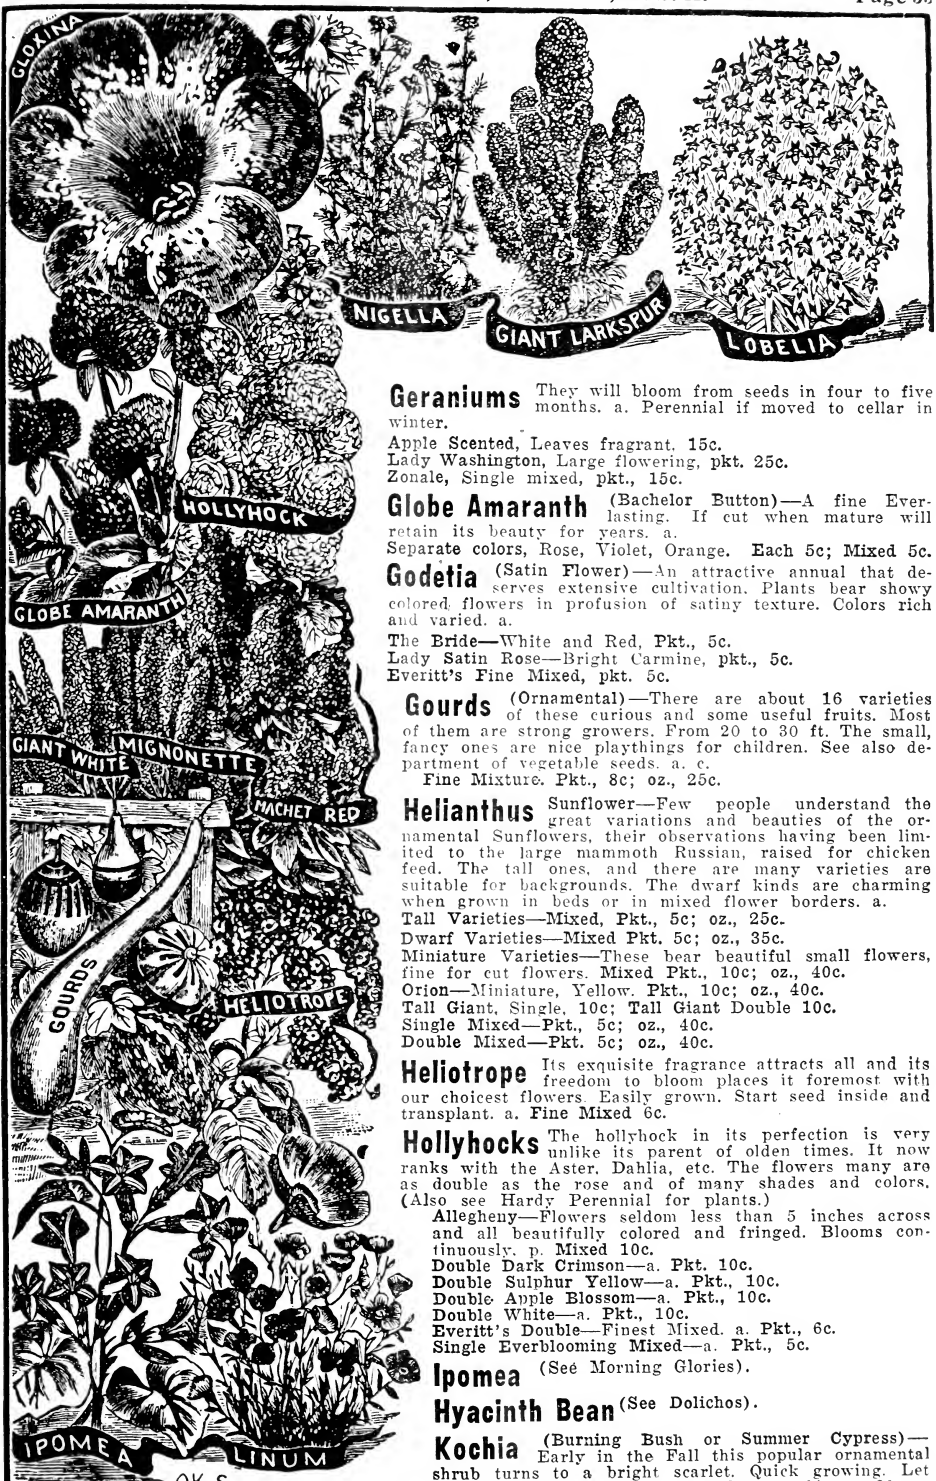 GLOXINA
NIGELLA
GIANT LARKSPUR
LOBELIA
HOLLYHOCK
GLOBE AMARANTH
GIANT WHITE
MIGNONETTE
MACHET RED
GOURDS
HELIOTROPE
IPOMEA
LINUM
Geraniums They will bloom from seeds in four to five
months. a. Perennial if moved to cellar in
winter.
Apple Scented, Leaves fragrant. 15c.
Lady Washington, Large flowering, pkt. 25c.
Zonale, Single mixed, pkt., 15c.
Globe Amaranth (Bachelor Button)—A fine Ever-
lasting. If cut when mature will
retain its beauty for years. a.
Separate colors, Rose, Violet, Orange. Each 5c; Mixed 5c.
Godetia (Satin Flower)—An attractive annual that de-
serves extensive cultivation. Plants bear showy
colored flowers in profusion of satiny texture. Colors rich
and varied. a.
The Bride—White and Red, Pkt., 5c.
Lady Satin Rose—Bright Carmine, pkt., 5c.
Everitt's Fine Mixed, pkt. 5c.
Gourds (Ornamental)—There are about 16 varieties
of these curious and some useful fruits. Most
of them are strong growers. From 20 to 30 ft. The small,
fancy ones are nice playthings for children. See also de-
partment of vegetable seeds. a. c.
Fine Mixture. Pkt., 8c; oz., 25c.
Helianthus Sunflower—Few people understand the
great variations and beauties of the or-
namental Sunflowers, their observations having been lim-
ited to the large mammoth Russian, raised for chicken
feed. The tall ones, and there are many varieties are
suitable for backgrounds. The dwarf kinds are charming
when grown in beds or in mixed flower borders. a.
Tall Varieties—Mixed, Pkt., 5c; oz., 25c.
Dwarf Varieties—Mixed Pkt. 5c; oz., 35c.
Miniature Varieties—These bear beautiful small flowers,
fine for cut flowers. Mixed Pkt., 10c; oz., 40c.
Orion—Miniature, Yellow. Pkt., 10c; oz., 40c.
Tall Giant, Single, 10c; Tall Giant Double 10c.
Single Mixed—Pkt., 5c; oz., 40c.
Double Mixed—Pkt. 5c; oz., 40c.
Heliotrope Its exquisite fragrance attracts all and its
freedom to bloom places it foremost with
our choicest flowers. Easily grown. Start seed inside and
transplant. a. Fine Mixed 6c.
Hollyhocks The hollyhock in its perfection is very
unlike its parent of olden times. It now
ranks with the Aster, Dahlia, etc. The flowers many are
as double as the rose and of many shades and colors.
(Also see Hardy Perennial for plants.)
Allegheny—Flowers seldom less than 5 inches across
and all beautifully colored and fringed. Blooms con-
tinuously. p. Mixed 10c.
Double Dark Crimson—a. Pkt. 10c.
Double Sulphur Yellow—a. Pkt., 10c.
Double Apple Blossom—a. Pkt., 10c.
Double White—a. Pkt., 10c.
Everitt's Double—Finest Mixed. a. Pkt., 6c.
Single Everblooming Mixed—a. Pkt., 5c.
Ipomea (See Morning Glories).
Hyacinth Bean (See Dolichos).
Kochia (Burning Bush or Summer Cypress)—
Early in the Fall this popular ornamental
shrub turns to a bright scarlet. Quick growing. Let